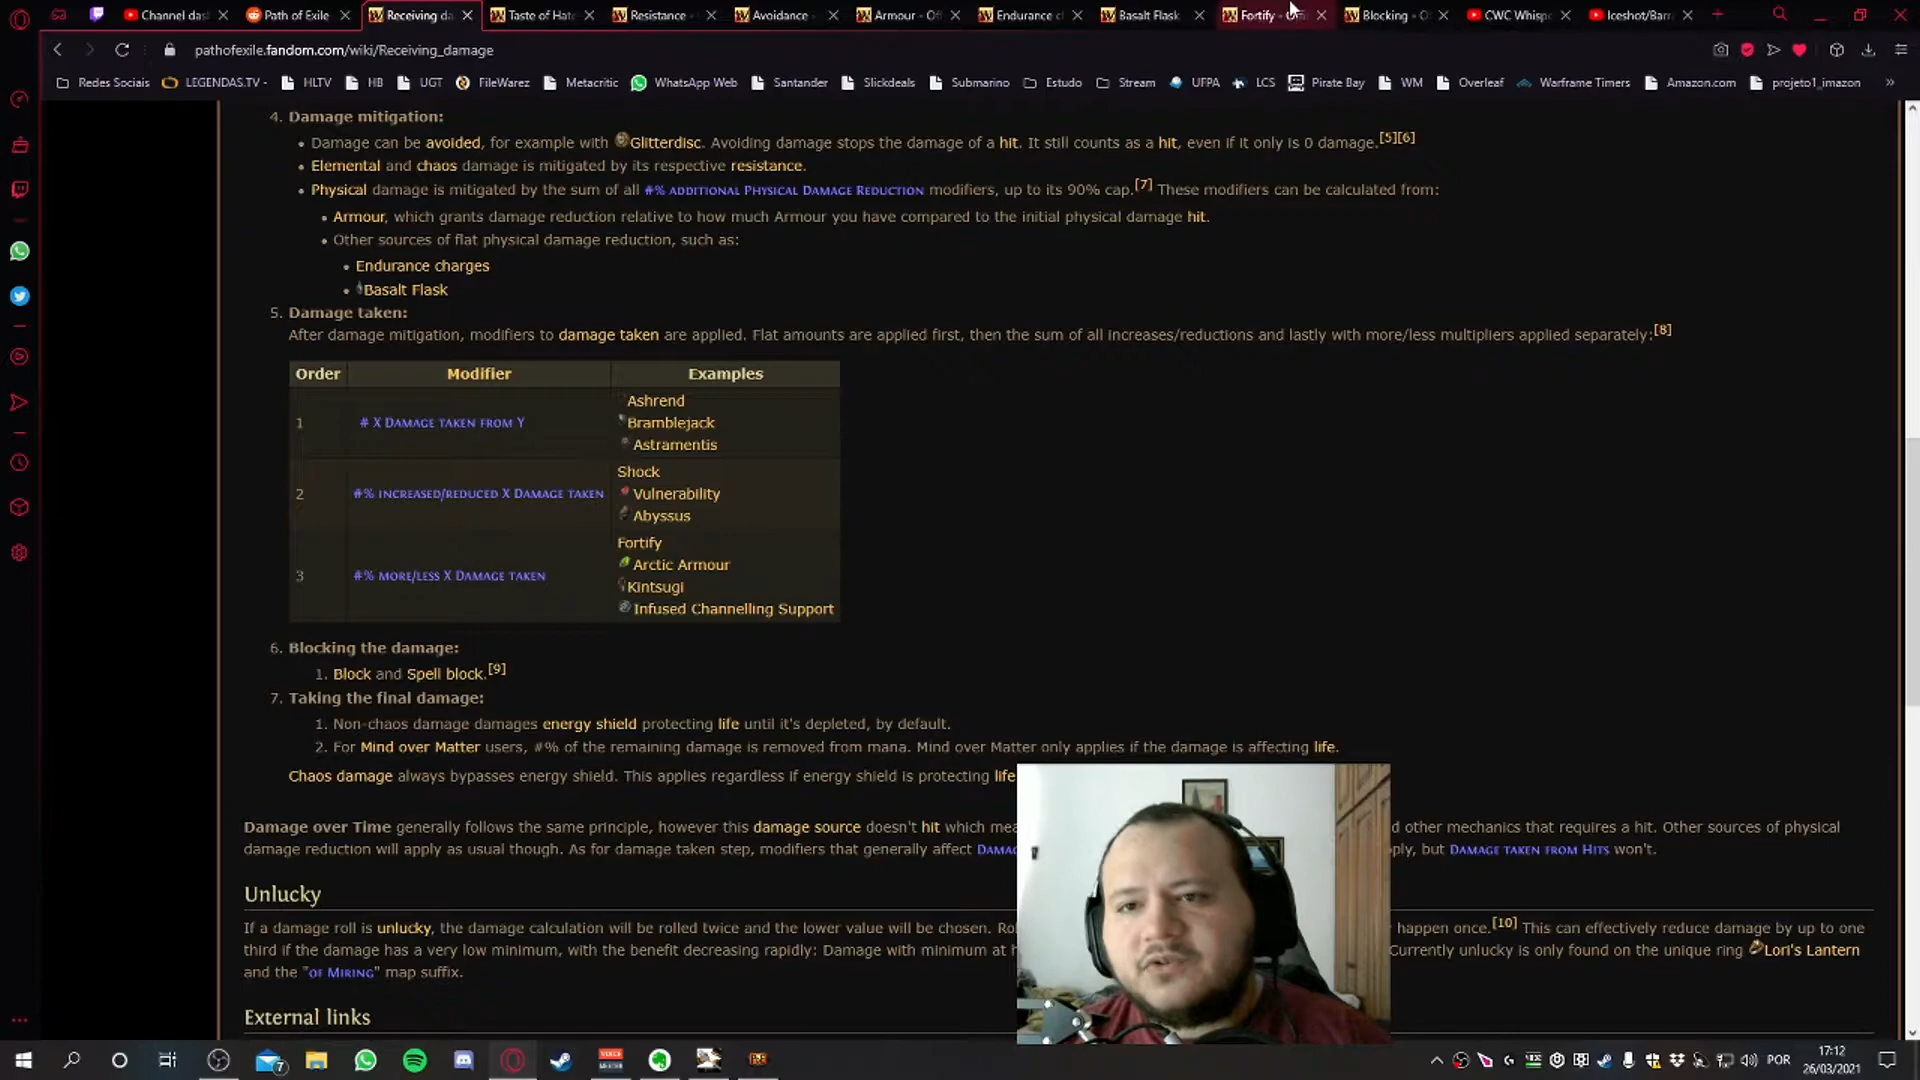 Channel das
Path of Exile
Receiving da
Taste of Hat
Resistance
Avoidance -
Armour - Of
Endurance c
Basalt Flask
Fortify -
Blocking - O
CWC Whisp
Iceshot/Barr
pathofexile.fandom.com/wiki/Receiving_damage
Redes Sociais
LEGENDAS.TV -
HLTV
HB
UGT
FileWarez
Metacritic
WhatsApp Web
Santander
Slickdeals
Submarino
Estudo
Stream
UFPA
LCS
Pirate Bay
WM
Overleaf
Warframe Timers
Amazon.com
projeto1_imazon
4. Damage mitigation:
Damage can be avoided, for example with Glitterdisc. Avoiding damage stops the damage of a hit. It still counts as a hit, even if it only is 0 damage.[5][6]
Elemental and chaos damage is mitigated by its respective resistance.
Physical damage is mitigated by the sum of all #% ADDITIONAL PHYSICAL DAMAGE REDUCTION modifiers, up to its 90% cap.[7] These modifiers can be calculated from:
Armour, which grants damage reduction relative to how much Armour you have compared to the initial physical damage hit.
Other sources of flat physical damage reduction, such as:
Endurance charges
Basalt Flask
5. Damage taken:
After damage mitigation, modifiers to damage taken are applied. Flat amounts are applied first, then the sum of all increases/reductions and lastly with more/less multipliers applied separately:[8]
Order Modifier Examples
1 # X DAMAGE TAKEN FROM Y
Ashrend
Bramblejack
Astramentis
2 #% INCREASED/REDUCED X DAMAGE TAKEN
Shock
Vulnerability
Abyssus
3 #% MORE/LESS X DAMAGE TAKEN
Fortify
Arctic Armour
Kintsugi
Infused Channelling Support
6. Blocking the damage:
1. Block and Spell block.[9]
7. Taking the final damage:
1. Non-chaos damage damages energy shield protecting life until it's depleted, by default.
2. For Mind over Matter users, #% of the remaining damage is removed from mana. Mind over Matter only applies if the damage is affecting life.
Chaos damage always bypasses energy shield. This applies regardless if energy shield is protecting life
Damage over Time generally follows the same principle, however this damage source doesn't hit which mea d other mechanics that requires a hit. Other sources of physical
damage reduction will apply as usual though. As for damage taken step, modifiers that generally affect DAMA ply, but DAMAGE TAKEN FROM HITS won't.
Unlucky
If a damage roll is unlucky, the damage calculation will be rolled twice and the lower value will be chosen. Ro happen once.[10] This can effectively reduce damage by up to one
third if the damage has a very low minimum, with the benefit decreasing rapidly: Damage with minimum at h Currently unlucky is only found on the unique ring Lori's Lantern
and the "OF MIRING" map suffix.
External links
7
POR
17:12
26/03/2021